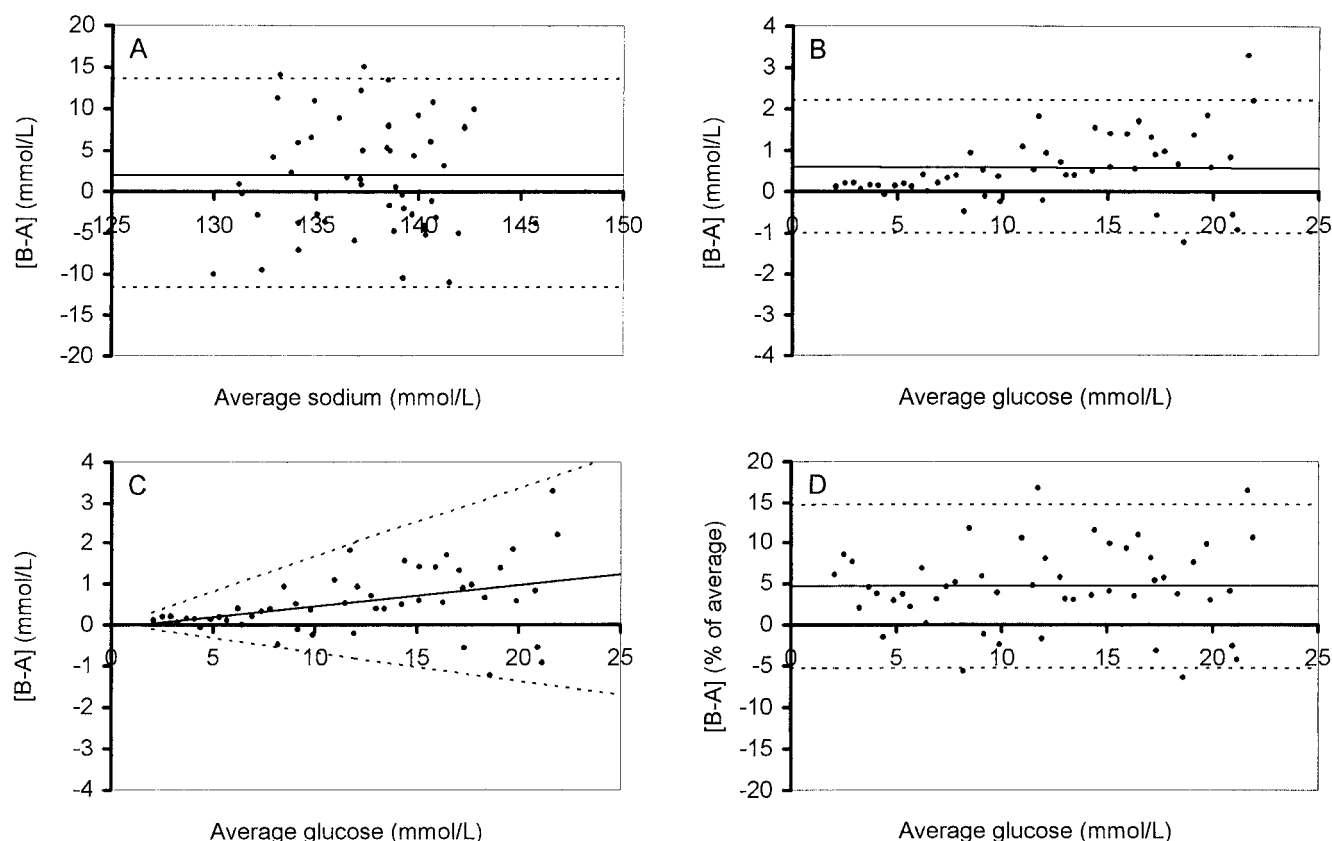 A
[B-A] (mmol/L)
20
15
10
5
0
-5
-10
-15
-20
125 130 135 140 145 150
Average sodium (mmol/L)
B
[B-A] (mmol/L)
4
3
2
1
0
-1
-2
-3
-4
0 5 10 15 20 25
Average glucose (mmol/L)
C
[B-A] (mmol/L)
4
3
2
1
0
-1
-2
-3
-4
0 5 10 15 20 25
Average glucose (mmol/L)
D
[B-A] (% of average)
20
15
10
5
0
-5
-10
-15
-20
0 5 10 15 20 25
Average glucose (mmol/L)